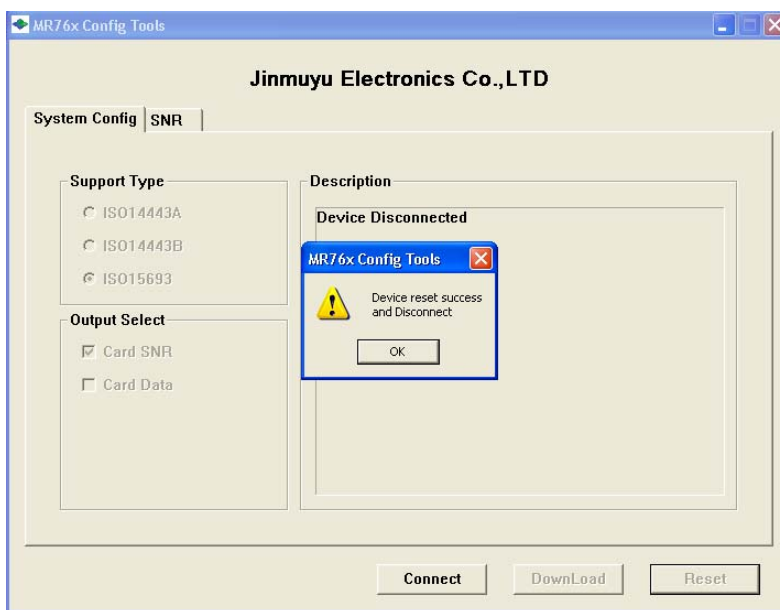 MR76x Config Tools
Jinmuyu Electronics Co.,LTD
System Config
SNR
Support Type
ISO14443A
ISO14443B
ISO15693
Output Select
Card SNR
Card Data
Description
Device Disconnected
MR76x Config Tools
Device reset success
and Disconnect
OK
Connect
DownLoad
Reset